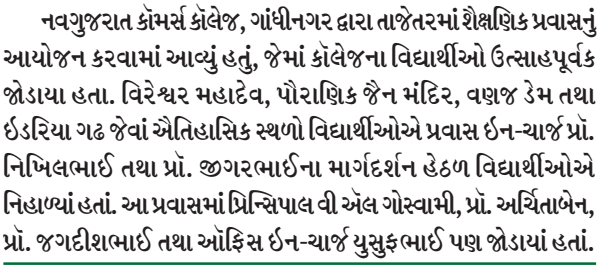 નવગુજરાત કૉમર્સ કૉલેજ, ગાંધીનગર દ્વારા તાજેતરમાં શૈક્ષણિક પ્રવાસનું
આયોજન કરવામાં આવ્યું હતું, જેમાં કૉલેજના વિદ્યાર્થીઓ ઉત્સાહપૂર્વક
જોડાયા હતા. વિરેશ્વર મહાદેવ, પૌરાણિક જૈન મંદિર, વણજ ડેમ તથા
ઇડરિયા ગઢ જેવાં ઐતિહાસિક સ્થળો વિદ્યાર્થીઓએ પ્રવાસ ઇન-ચાર્જ પ્રૉ.
નિખિલભાઈ તથા પ્રૉ. જીગરભાઈના માર્ગદર્શન હેઠળ વિદ્યાર્થીઓએ
નિહાળ્યાં હતાં. આ પ્રવાસમાં પ્રિન્સિપાલ વી ઍલ ગોસ્વામી, પ્રૉ. અર્ચિતાબેન,
પ્રૉ. જગદીશભાઈ તથા ઑફિસ ઇન-ચાર્જ યુસુફભાઈ પણ જોડાયાં હતાં.